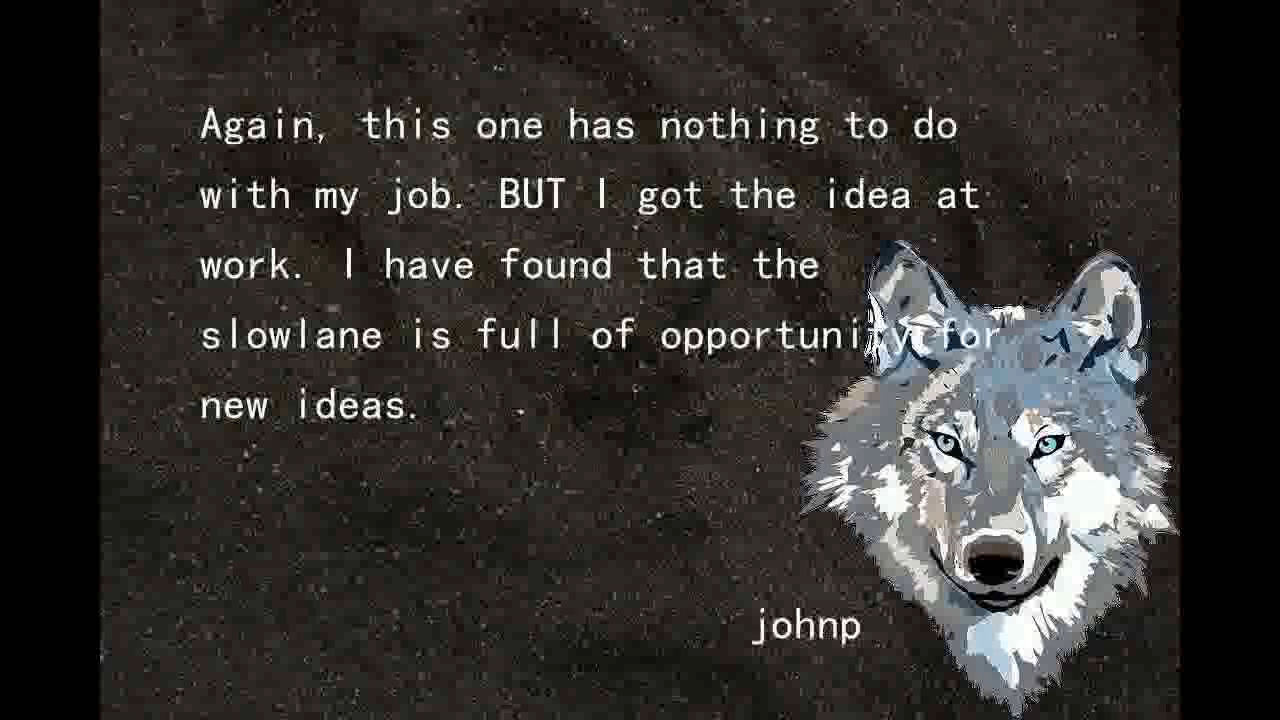 Again, this one has nothing to do
with my job. BUT I got the idea at
work. I have found that the
slowlane is full of opportunity for
new ideas.
johnp